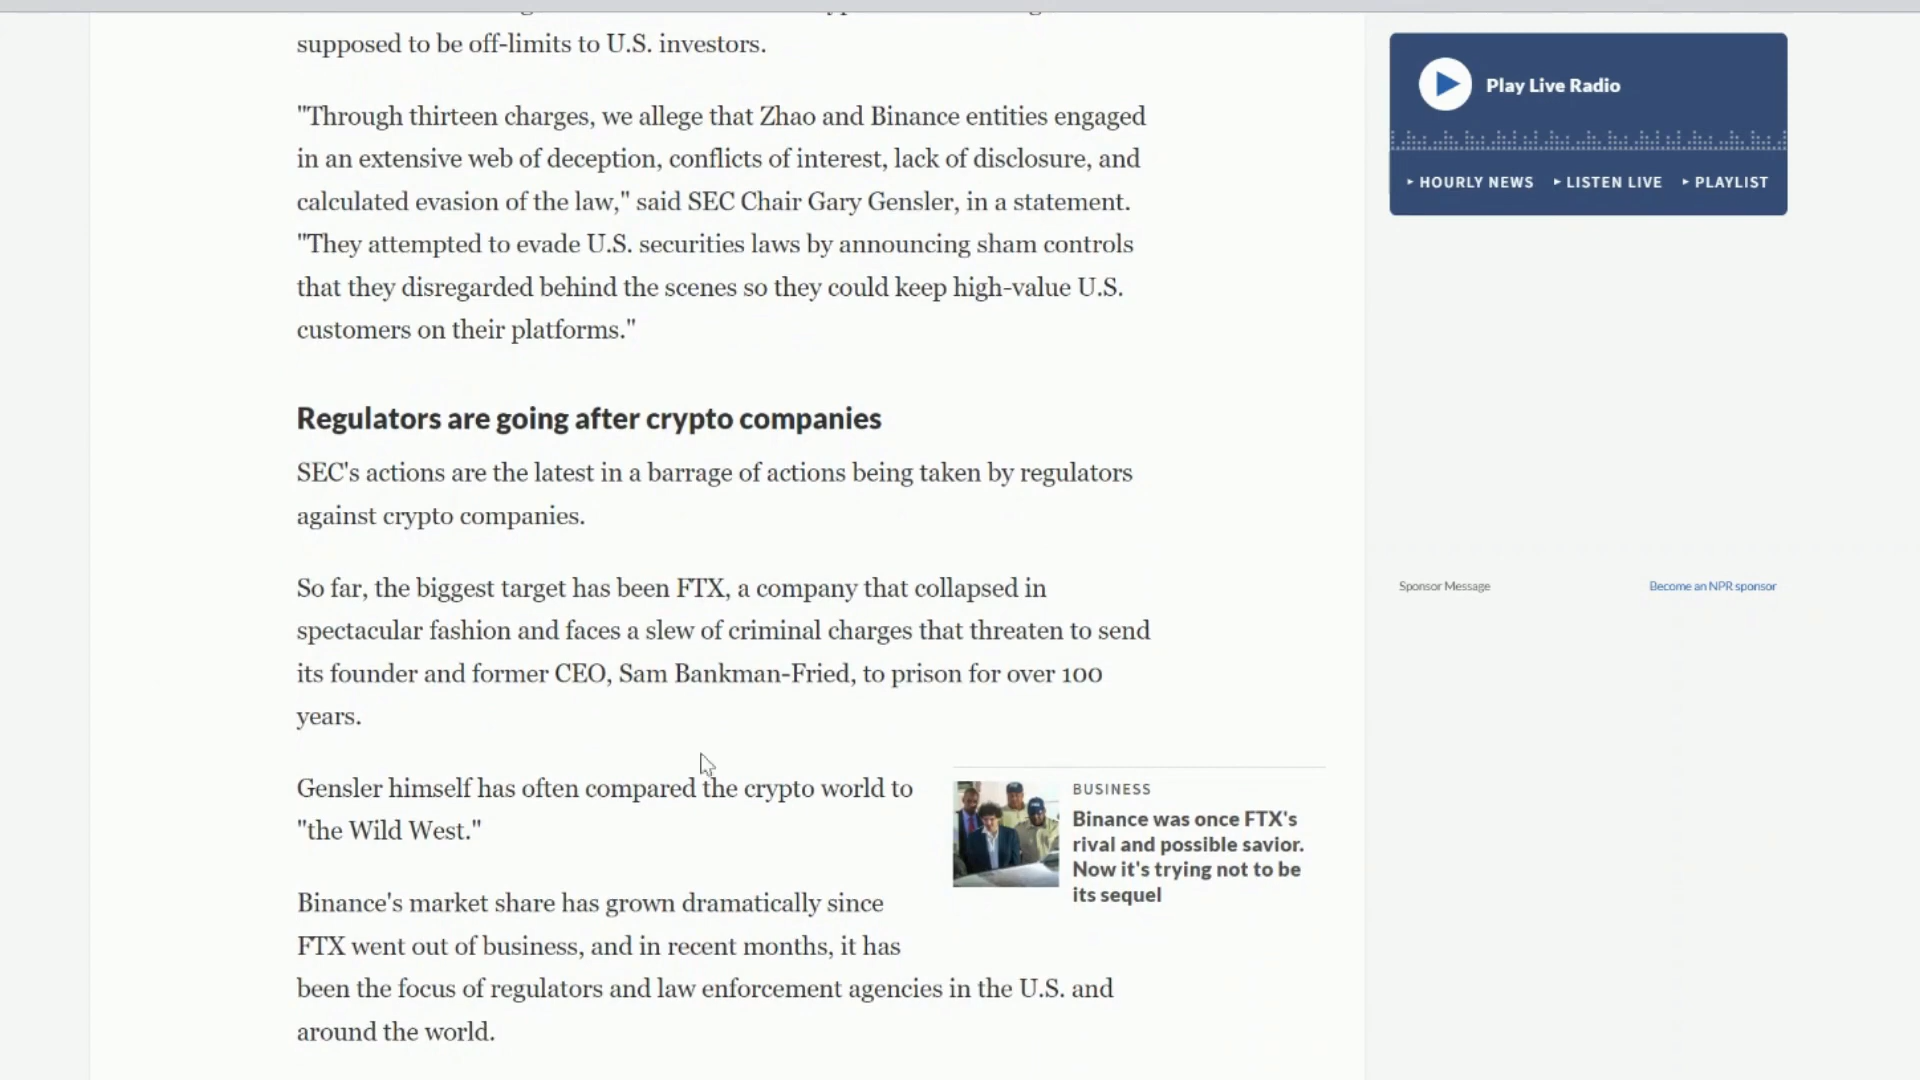 supposed to be off-limits to U.S. investors.
"Through thirteen charges, we allege that Zhao and Binance entities engaged
in an extensive web of deception, conflicts of interest, lack of disclosure, and
calculated evasion of the law," said SEC Chair Gary Gensler, in a statement.
"They attempted to evade U.S. securities laws by announcing sham controls
that they disregarded behind the scenes so they could keep high-value U.S.
customers on their platforms."
Regulators are going after crypto companies
SEC's actions are the latest in a barrage of actions being taken by regulators
against crypto companies.
So far, the biggest target has been FTX, a company that collapsed in
spectacular fashion and faces a slew of criminal charges that threaten to send
its founder and former CEO, Sam Bankman-Fried, to prison for over 100
years.
Gensler himself has often compared the crypto world to
"the Wild West."
Binance's market share has grown dramatically since
FTX went out of business, and in recent months, it has
been the focus of regulators and law enforcement agencies in the U.S. and
around the world.
BUSINESS
Binance was once FTX's
rival and possible savior.
Now it's trying not to be
its sequel
Play Live Radio
HOURLY NEWS
LISTEN LIVE
PLAYLIST
Sponsor Message
Become an NPR sponsor